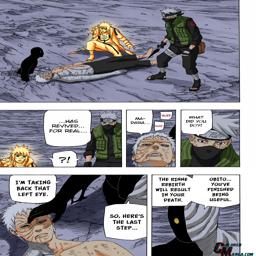 WHAT
DID YOU
DO?!
MA-
DARA...
...HAS
REVIVED...
FOR
REAL...
?!
OBITO...
YOU'VE
FINISHED
BEING
USEFUL.
THE RINNE
REBIRTH
WILL RESULT
IN YOUR
DEATH.
I'M TAKING
BACK THAT
LEFT EYE.
SO, HERE'S
THE LAST
STEP...